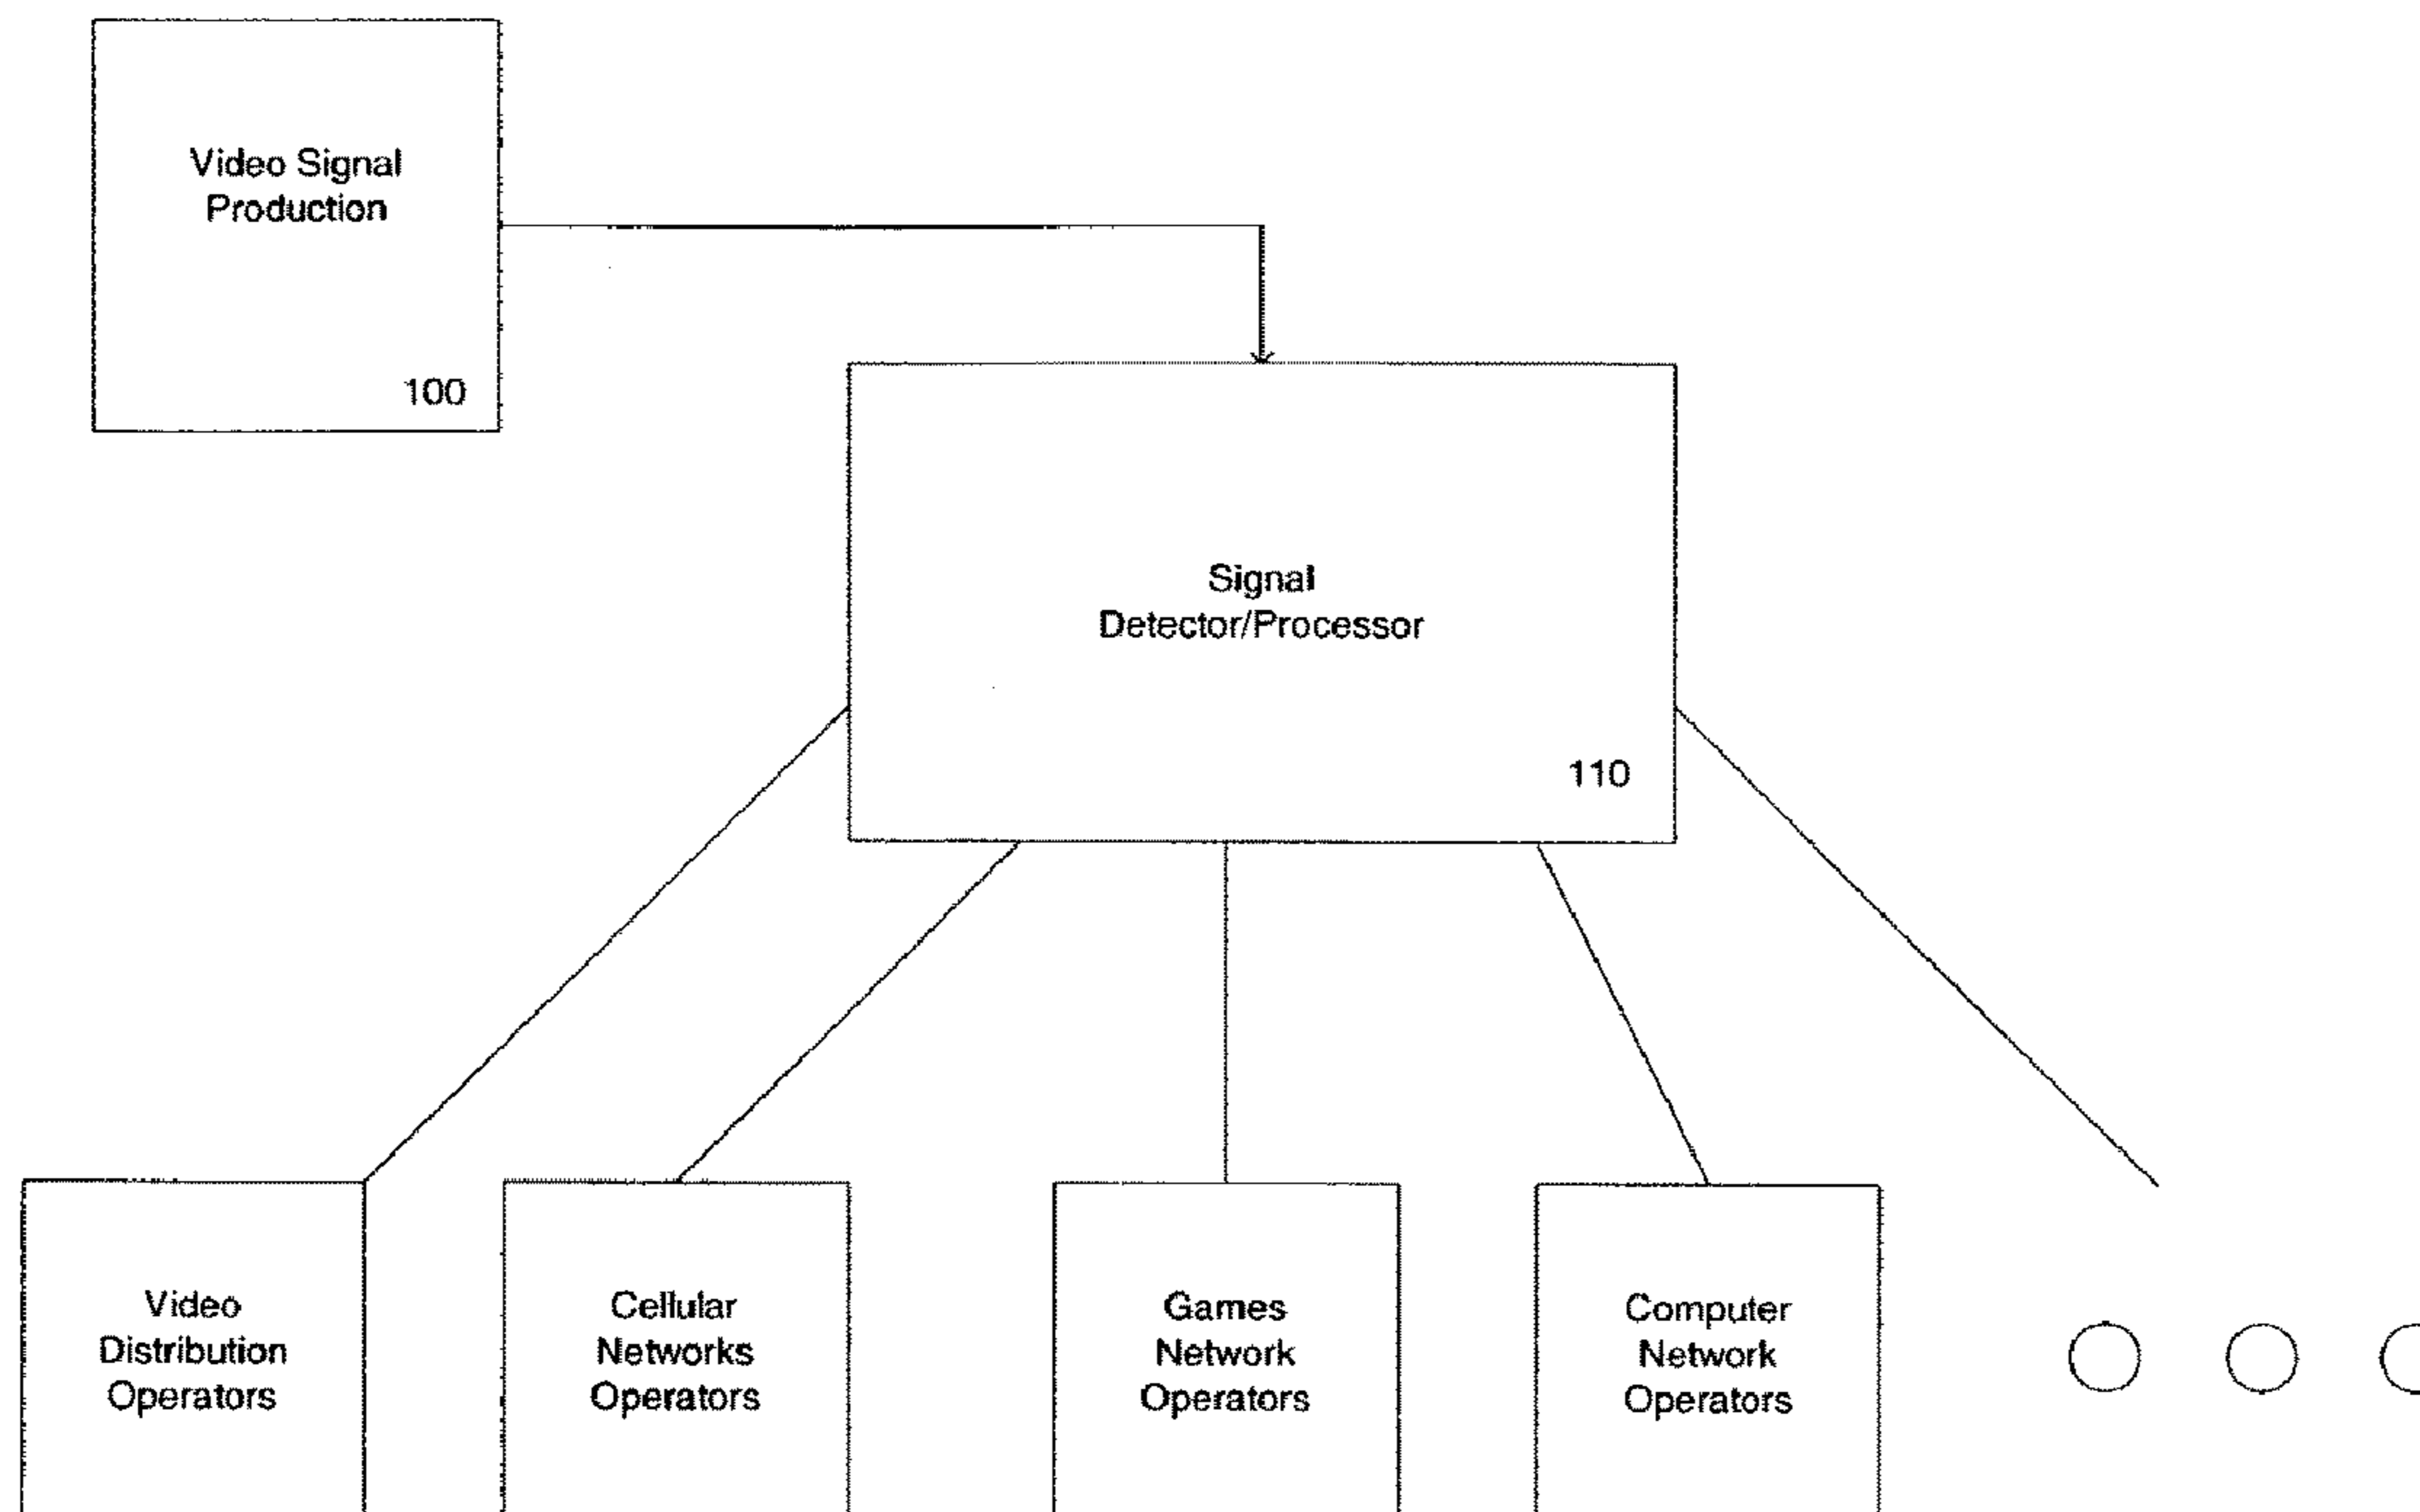 Video Signal
Production
100
Signal
Detector/Processor
110
Video
Distribution
Operators
Cellular
Networks
Operators
Games
Network
Operators
Computer
Network
Operators